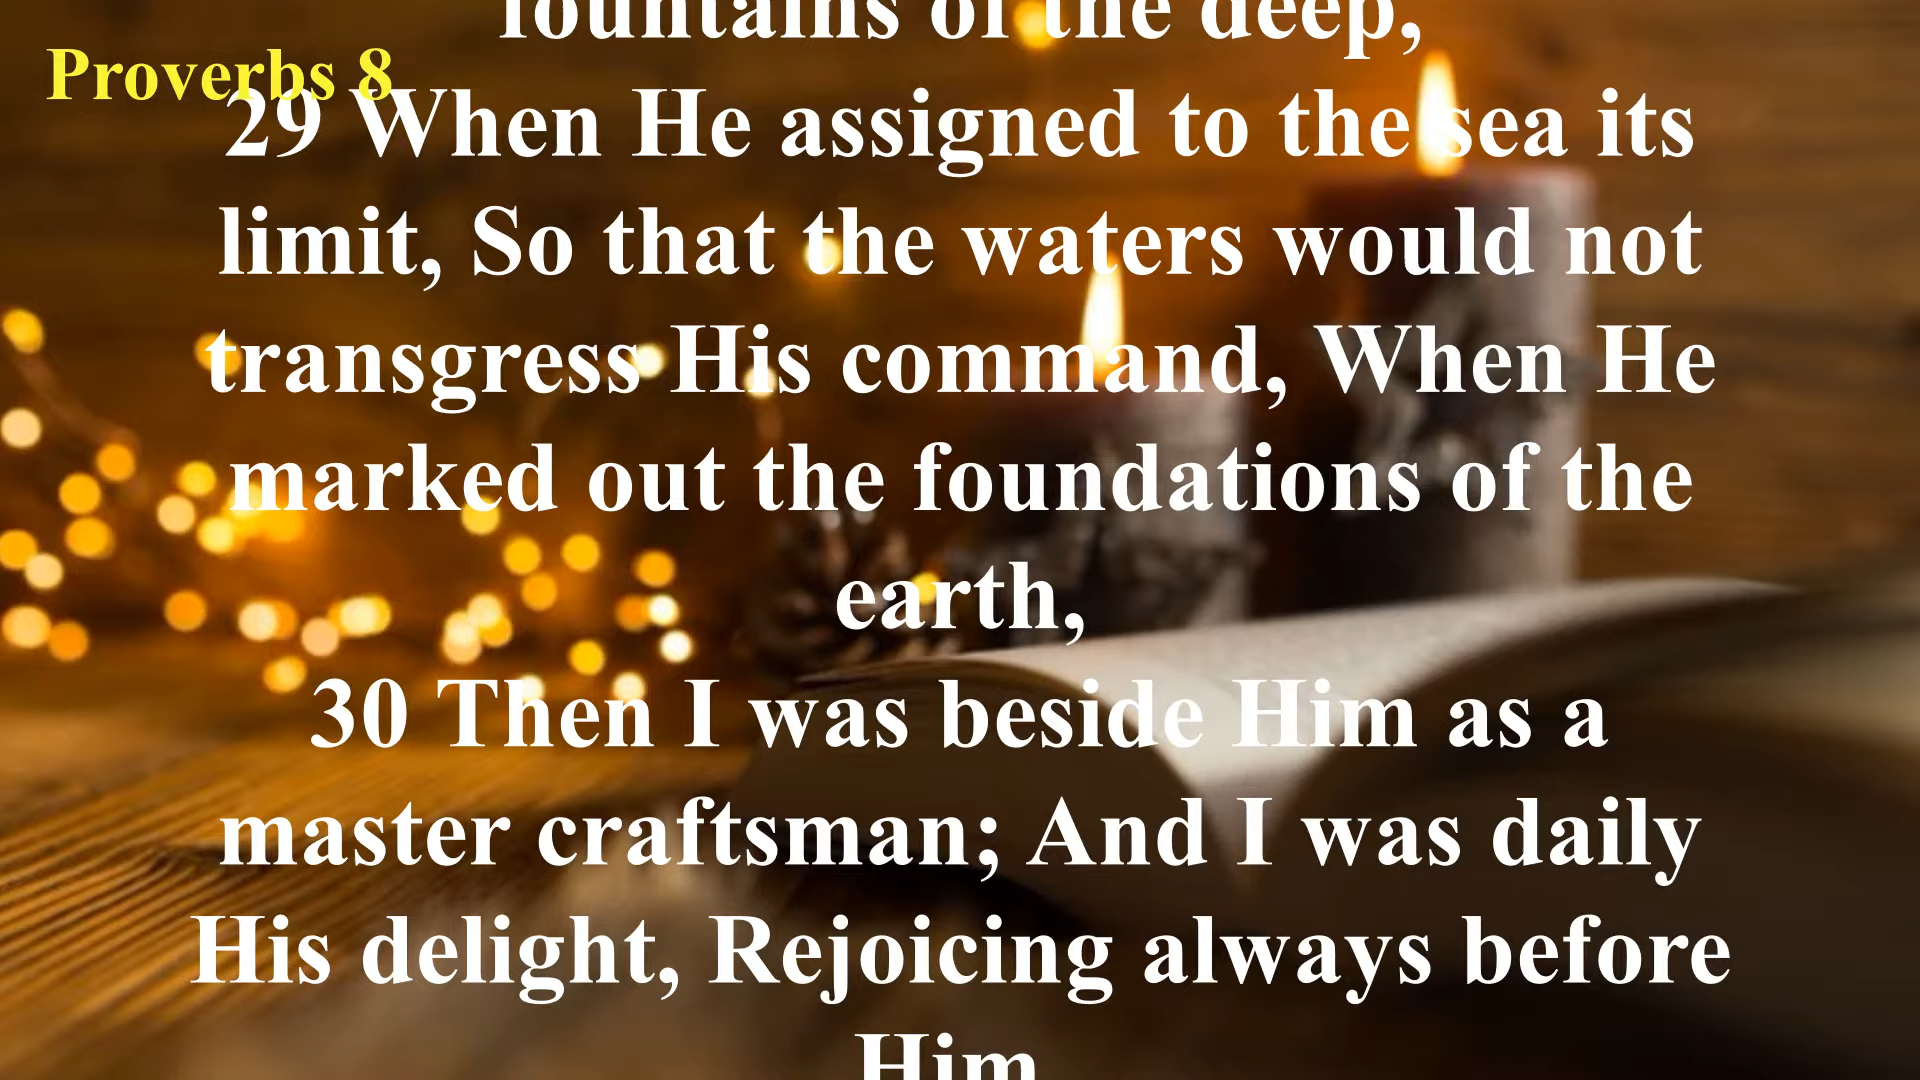 fountains of the deep,
Proverbs 8
29 When He assigned to the sea its
limit, So that the waters would not
transgress His command, When He
marked out the foundations of the
earth,
30 Then I was beside Him as a
master craftsman; And I was daily
His delight, Rejoicing always before
Him